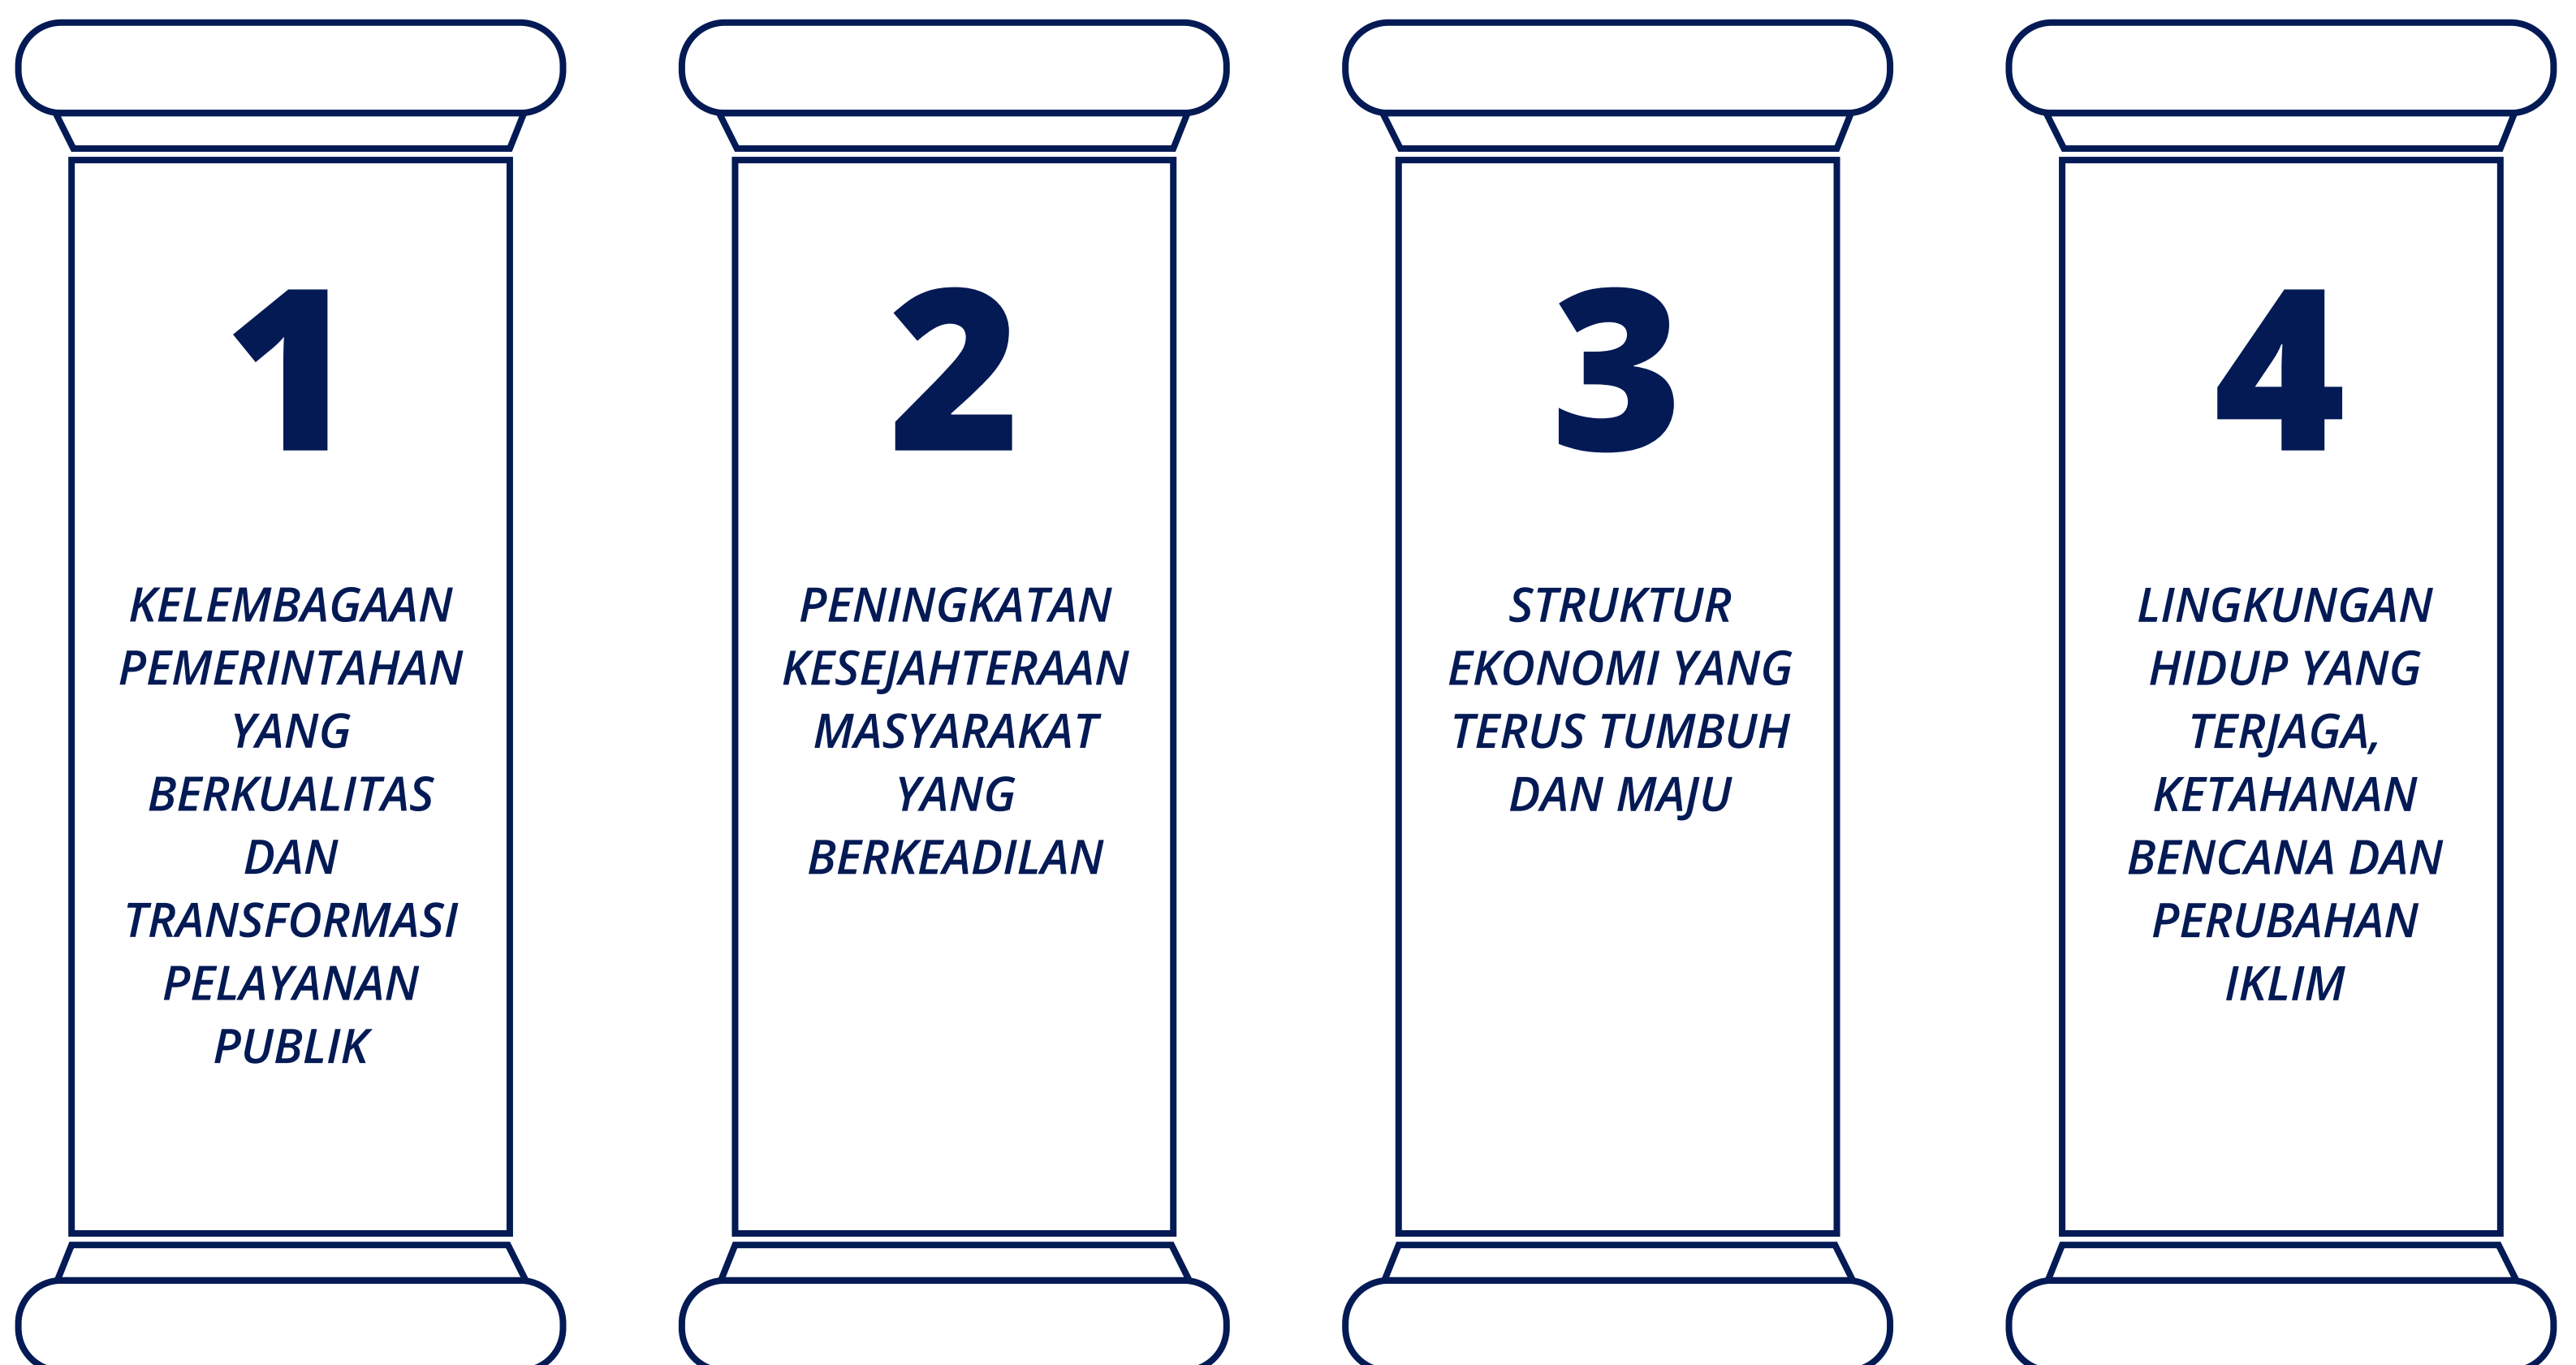 1
KELEMBAGAAN
PEMERINTAHAN
YANG
BERKUALITAS
DAN
TRANSFORMASI
PELAYANAN
PUBLIK
2
PENINGKATAN
KESEJAHTERAAN
MASYARAKAT
YANG
BERKEADILAN
3
STRUKTUR
EKONOMI YANG
TERUS TUMBUH
DAN MAJU
4
LINGKUNGAN
HIDUP YANG
TERJAGA,
KETAHANAN
BENCANA DAN
PERUBAHAN
IKLIM